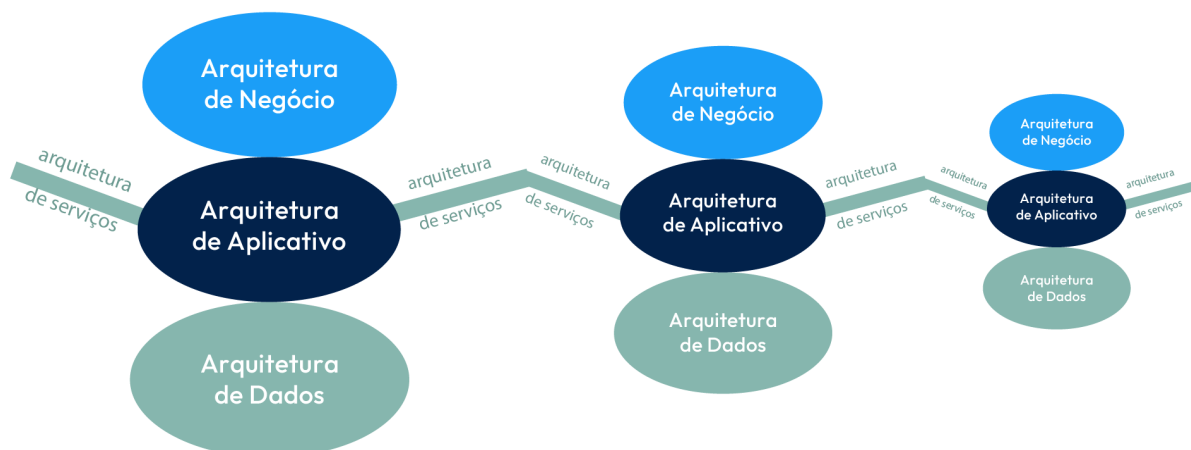 Arquitetura
de Negócio
arquitetura
de serviços
Arquitetura
de Aplicativo
Arquitetura
de Dados
arquitetura
de serviços
arquitetura
de serviços
Arquitetura
de Negócio
Arquitetura
de Aplicativo
Arquitetura
de Dados
arquitetura
de serviços
arquitetura
de serviços
Arquitetura
de Negócio
Arquitetura
de Aplicativo
Arquitetura
de Dados
arquitetura
de serviços